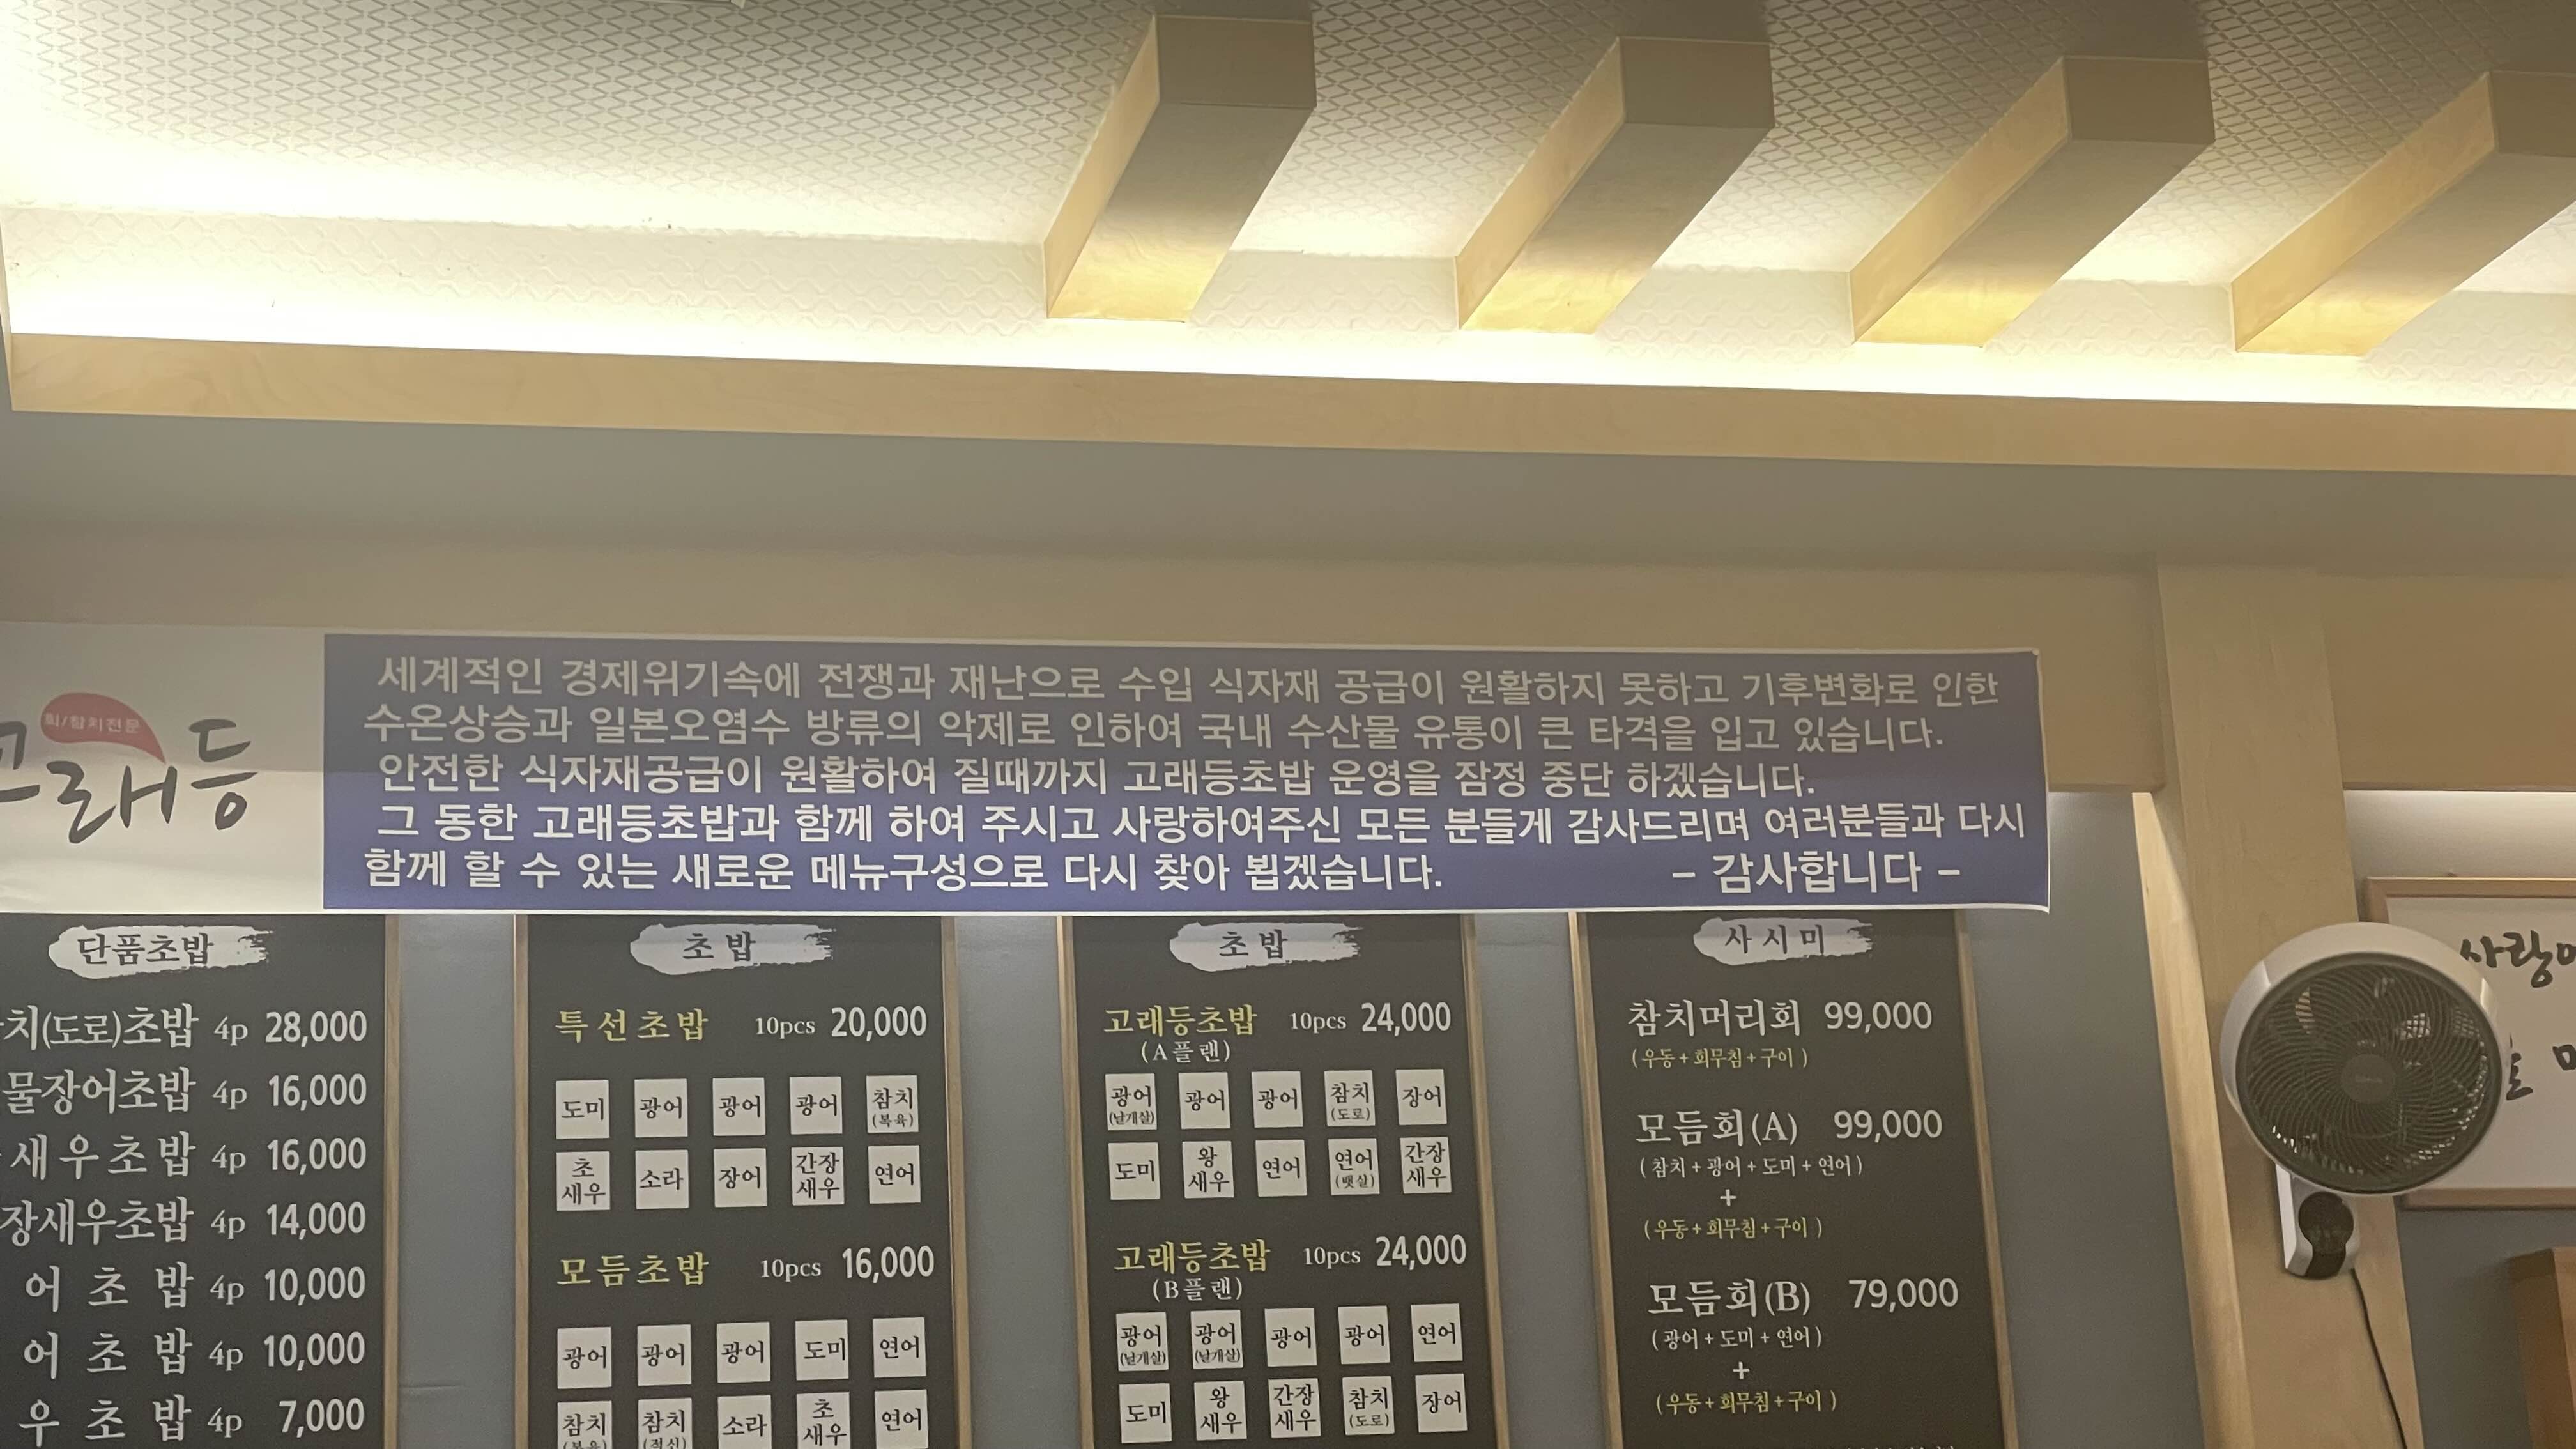 회/참치전문
래등
세계적인 경제위기속에 전쟁과 재난으로 수입 식자재 공급이 원활하지 못하고 기후변화로 인한
수온상승과 일본오염수 방류의 악제로 인하여 국내 수산물 유통이 큰 타격을 입고 있습니다.
안전한 식자재공급이 원활하여 질때까지 고래등초밥 운영을 잠정 중단 하겠습니다.
그 동한 고래등초밥과 함께 하여 주시고 사랑하여주신 모든 분들게 감사드리며 여러분들과 다시
함께 할 수 있는 새로운 메뉴구성으로 다시 찾아 뵙겠습니다. - 감사합니다 -
단품초밥
치(도로)초밥 4p 28,000
물장어초밥 4p 16,000
새우초밥 4p 16,000
장새우초밥 4p 14,000
어 초 밥 4p 10,000
어 초 밥 4p 10,000
우 초 밥 4p 7,000
초밥
특선초밥 10pcs 20,000
도미 광어 광어 광어 참치 (복육)
초새우 소라 장어 간장새우 연어
모듬초밥 10pcs 16,000
광어 광어 광어 도미 연어
참치 참치 소라 초새우 연어
초밥
고래등초밥 10pcs 24,000
(A플랜)
광어 (날개살) 광어 광어 참치 (도로) 장어
도미 왕새우 연어 연어 (뱃살) 간장새우
고래등초밥 10pcs 24,000
(B플랜)
광어 (날개살) 광어 (날개살) 광어 광어 연어
도미 왕새우 간장새우 참치 (도로) 장어
사시미
참치머리회 99,000
(우동+회무침+구이)
모듬회(A) 99,000
(참치+광어+도미+연어)
+
(우동+회무침+구이)
모듬회(B) 79,000
(광어+도미+연어)
+
(우동+회무침+구이)
사랑